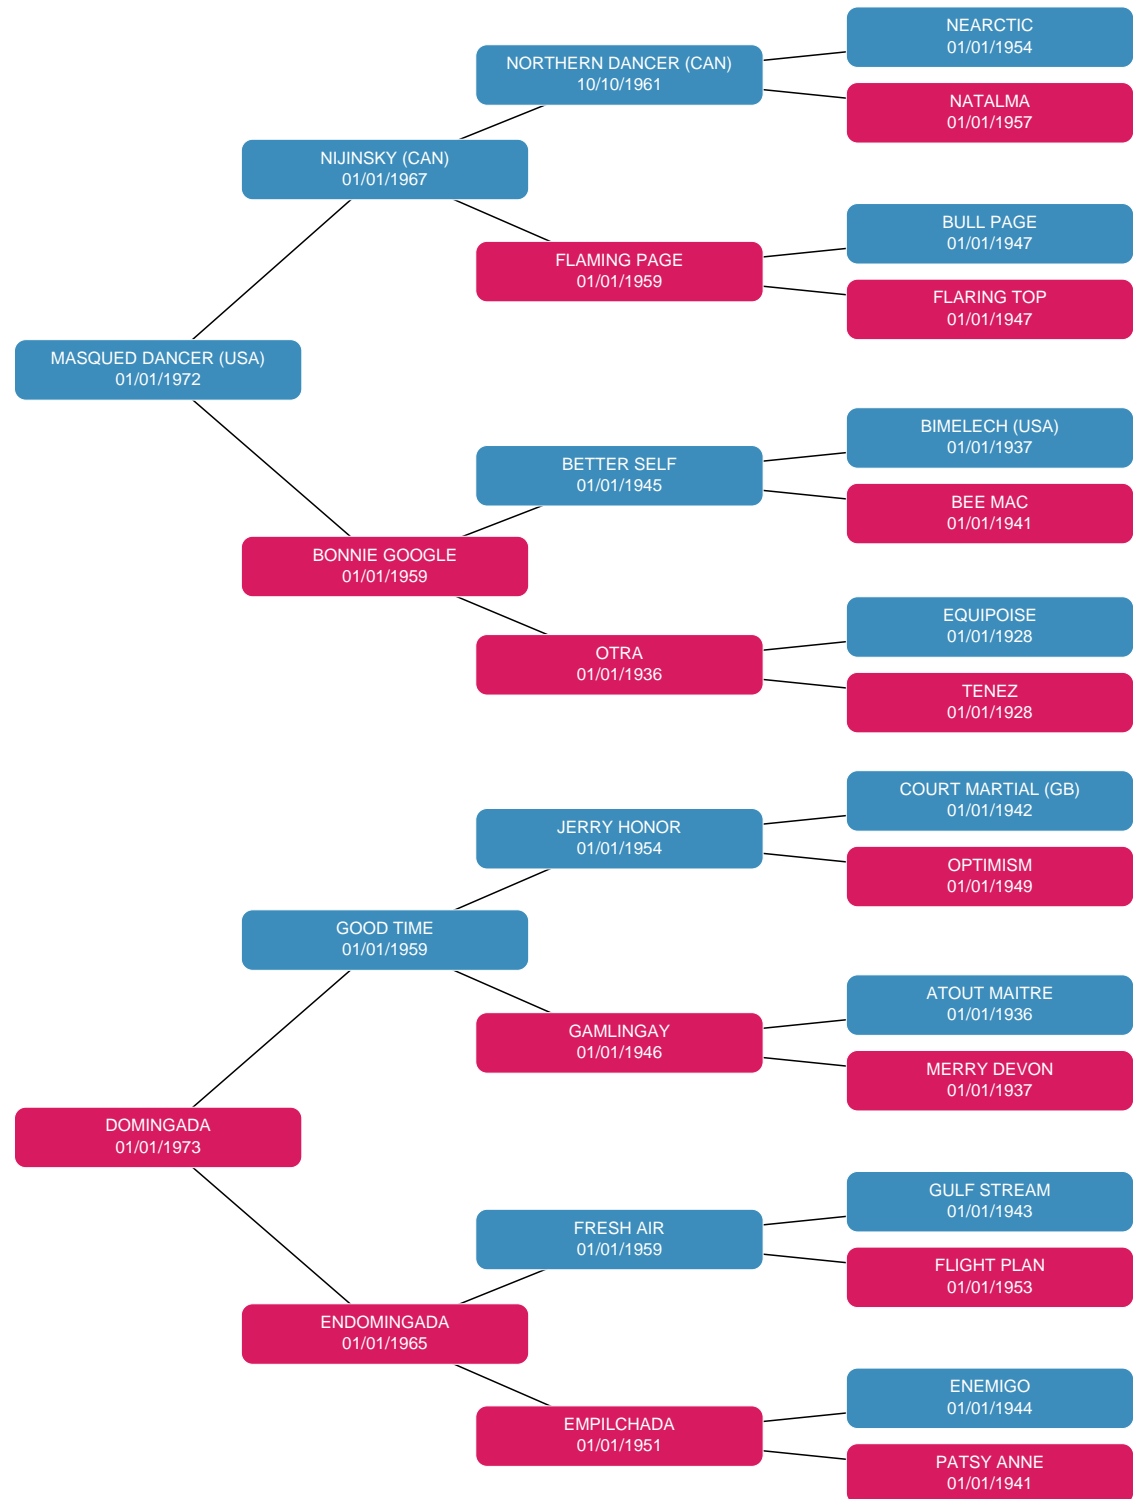 NEARCTIC
01/01/1954
NORTHERN DANCER (CAN)
10/10/1961
NATALMA
01/01/1957
NIJINSKY (CAN)
01/01/1967
BULL PAGE
01/01/1947
FLAMING PAGE
01/01/1959
FLARING TOP
01/01/1947
MASQUED DANCER (USA)
01/01/1972
BIMELECH (USA)
01/01/1937
BETTER SELF
01/01/1945
BEE MAC
01/01/1941
BONNIE GOOGLE
01/01/1959
EQUIPOISE
01/01/1928
OTRA
01/01/1936
TENEZ
01/01/1928
COURT MARTIAL (GB)
01/01/1942
JERRY HONOR
01/01/1954
OPTIMISM
01/01/1949
GOOD TIME
01/01/1959
ATOUT MAITRE
01/01/1936
GAMLINGAY
01/01/1946
MERRY DEVON
01/01/1937
DOMINGADA
01/01/1973
GULF STREAM
01/01/1943
FRESH AIR
01/01/1959
FLIGHT PLAN
01/01/1953
ENDOMINGADA
01/01/1965
ENEMIGO
01/01/1944
EMPILCHADA
01/01/1951
PATSY ANNE
01/01/1941